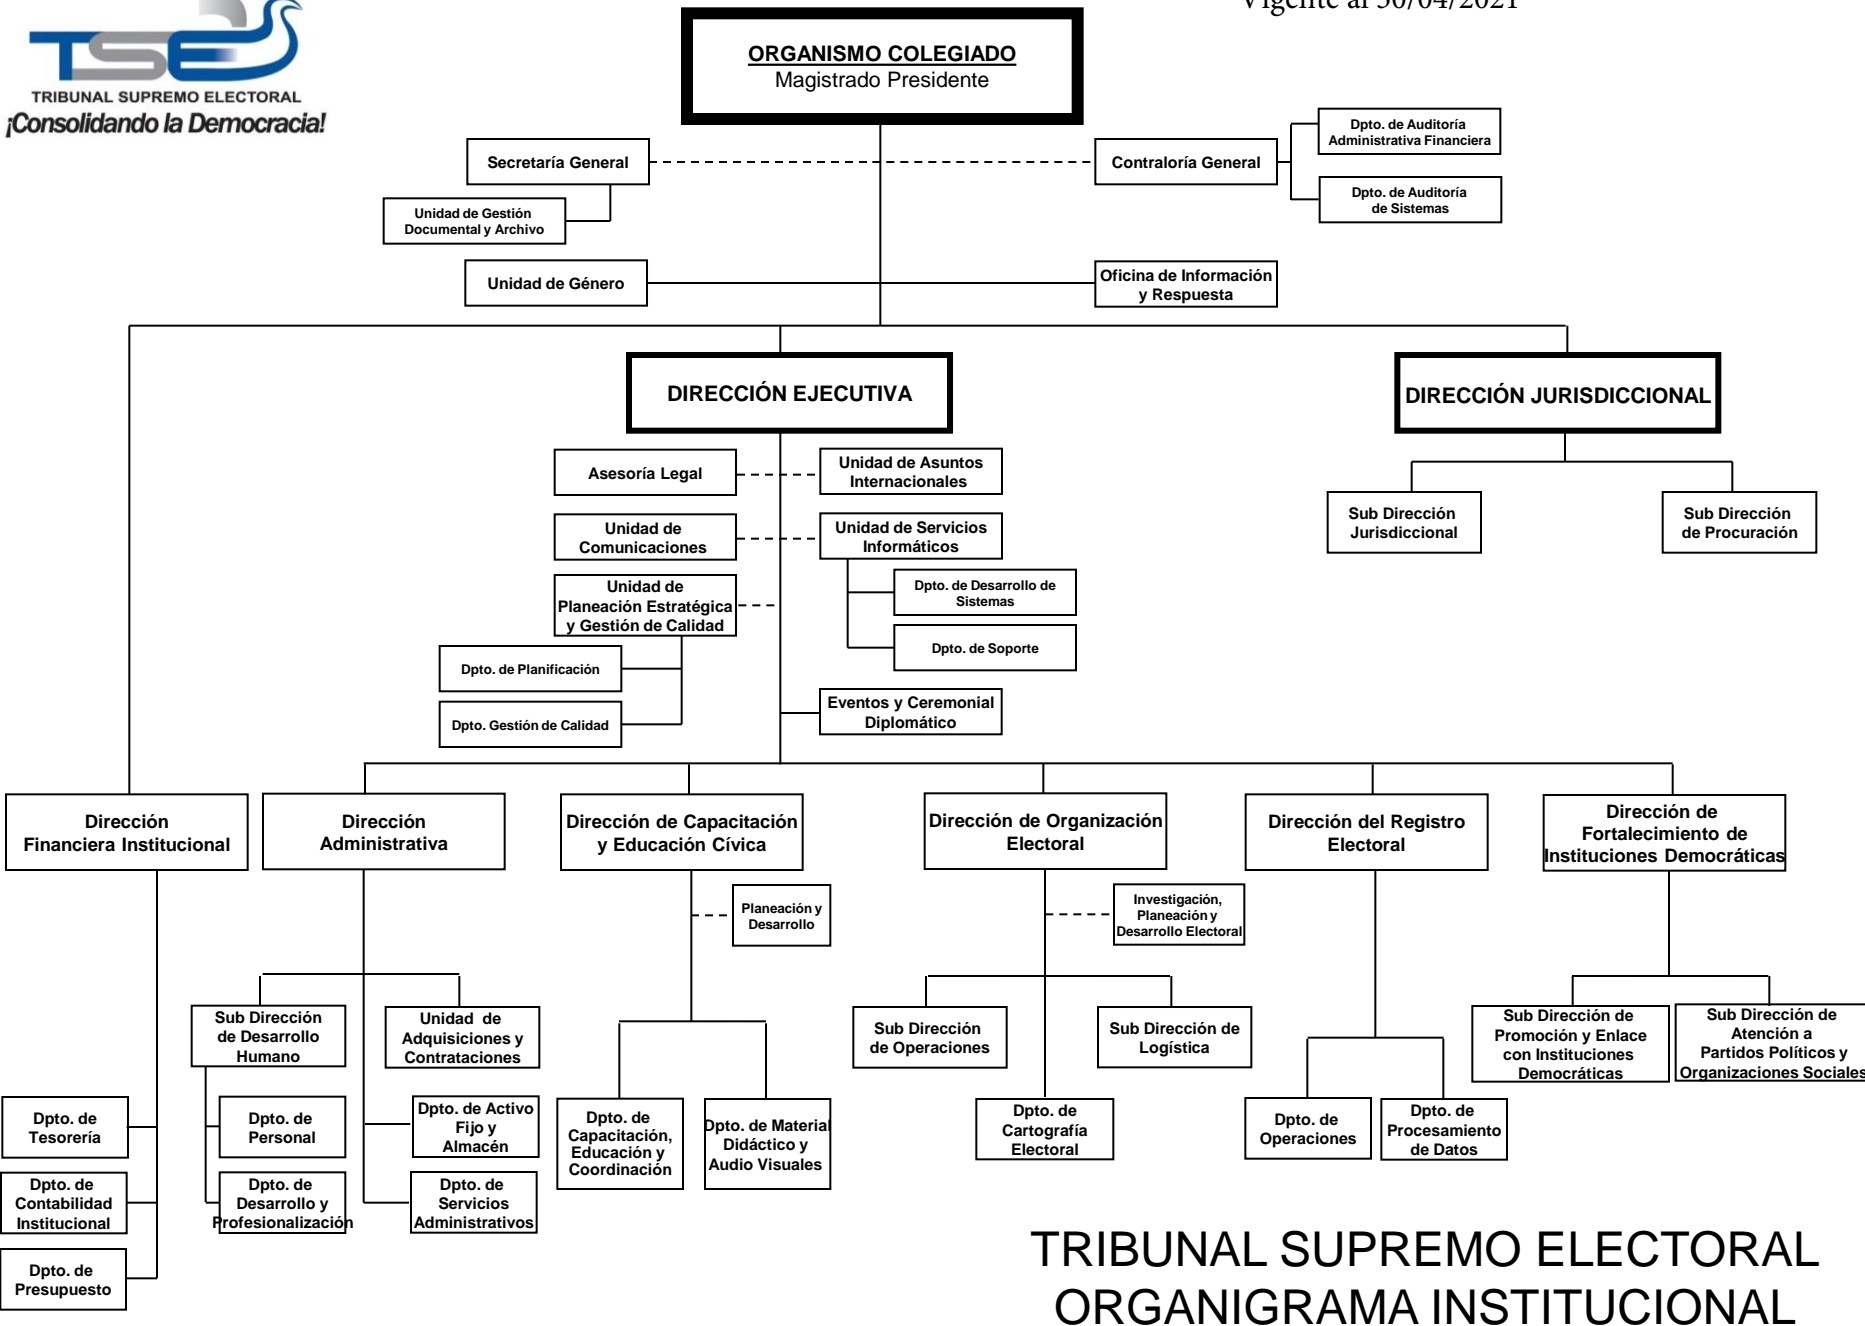 Vigente al 30/04/2021
TSE
TRIBUNAL SUPREMO ELECTORAL
¡Consolidando la Democracia!
ORGANISMO COLEGIADO
Magistrado Presidente
Secretaría General
Contraloría General
Dpto. de Auditoría
Administrativa Financiera
Dpto. de Auditoría
de Sistemas
Unidad de Gestión
Documental y Archivo
Unidad de Género
Oficina de Información
y Respuesta
DIRECCIÓN EJECUTIVA
DIRECCIÓN JURISDICCIONAL
Asesoría Legal
Unidad de Asuntos
Internacionales
Unidad de
Comunicaciones
Unidad de Servicios
Informáticos
Sub Dirección
Jurisdiccional
Sub Dirección
de Procuración
Unidad de
Planeación Estratégica
y Gestión de Calidad
Dpto. de Desarrollo de
Sistemas
Dpto. de Soporte
Dpto. de Planificación
Dpto. Gestión de Calidad
Eventos y Ceremonial
Diplomático
Dirección
Financiera Institucional
Dirección
Administrativa
Dirección de Capacitación
y Educación Cívica
Dirección de Organización
Electoral
Dirección del Registro
Electoral
Dirección de
Fortalecimiento de
Instituciones Democráticas
Planeación y
Desarrollo
Investigación,
Planeación y
Desarrollo Electoral
Sub Dirección
de Desarrollo
Humano
Unidad de
Adquisiciones y
Contrataciones
Sub Dirección
de Operaciones
Sub Dirección de
Logística
Sub Dirección de
Promoción y Enlace
con Instituciones
Democráticas
Sub Dirección de
Atención a
Partidos Políticos y
Organizaciones Sociales
Dpto. de
Tesorería
Dpto. de
Personal
Dpto. de Activo
Fijo y
Almacén
Dpto. de
Capacitación,
Educación y
Coordinación
Dpto. de Material
Didáctico y
Audio Visuales
Dpto. de
Cartografía
Electoral
Dpto. de
Operaciones
Dpto. de
Procesamiento
de Datos
Dpto. de
Contabilidad
Institucional
Dpto. de
Desarrollo y
Profesionalización
Dpto. de
Servicios
Administrativos
Dpto. de
Presupuesto
TRIBUNAL SUPREMO ELECTORAL
ORGANIGRAMA INSTITUCIONAL